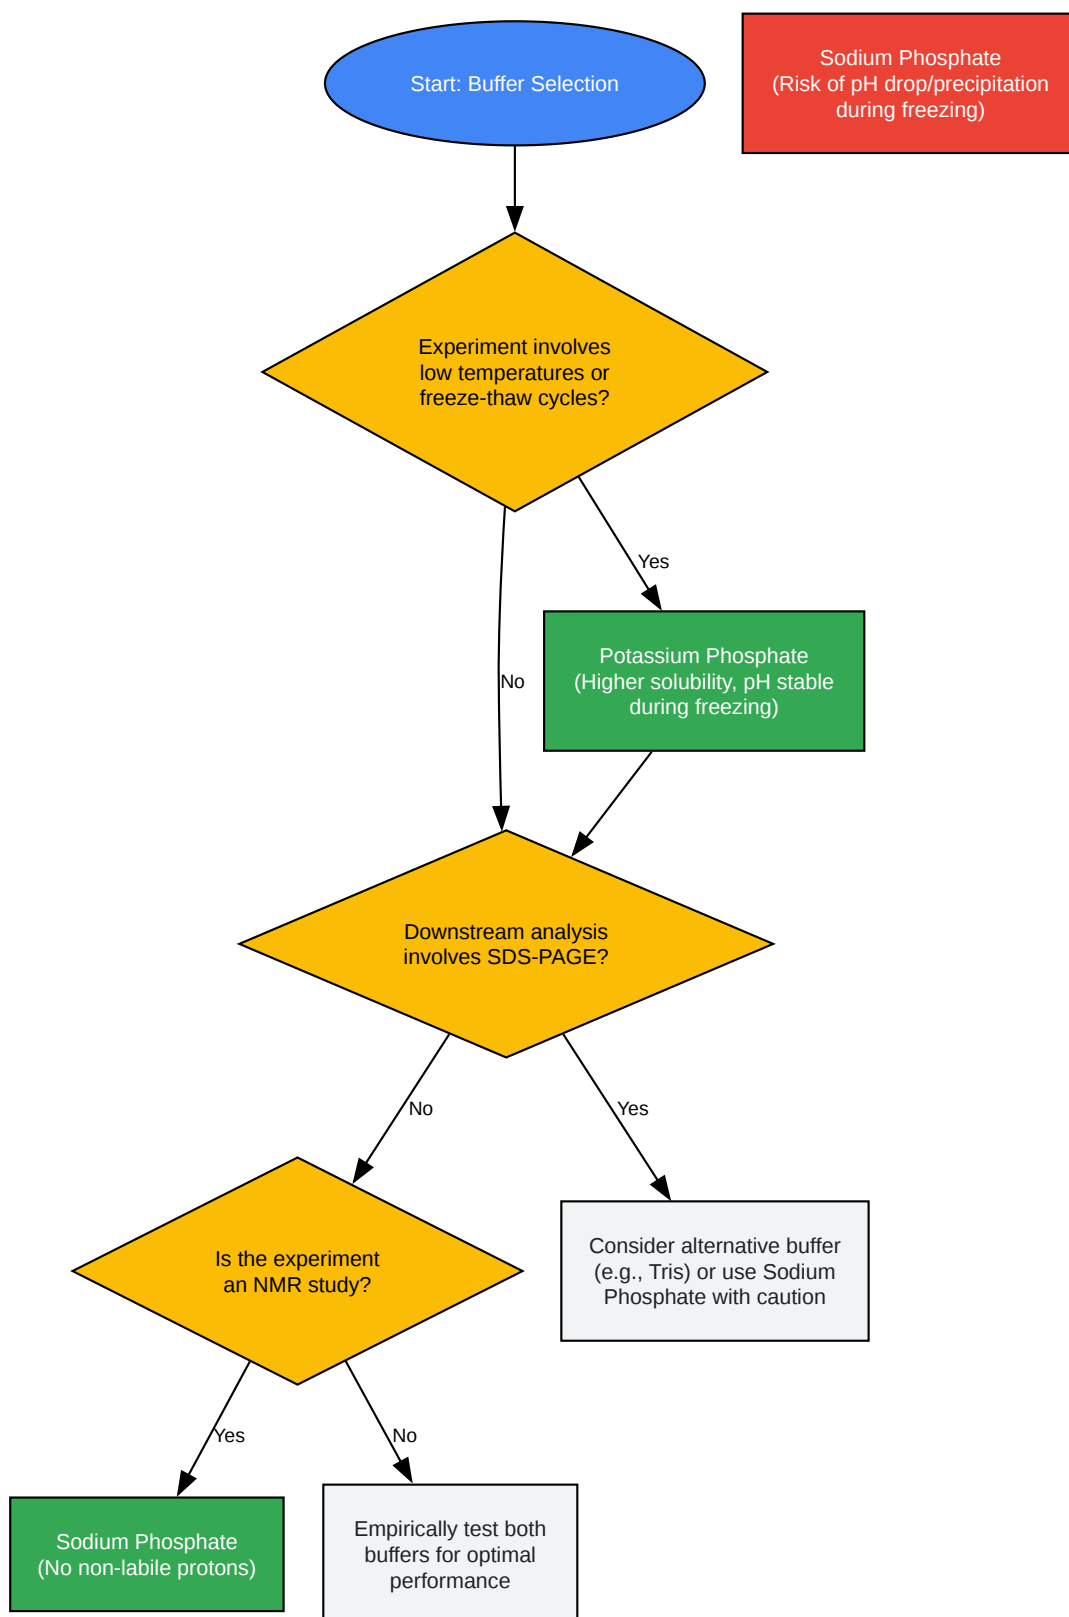 Start: Buffer Selection
Sodium Phosphate
(Risk of pH drop/precipitation
during freezing)
Experiment involves
low temperatures or
freeze-thaw cycles?
Yes
Potassium Phosphate
(Higher solubility, pH stable
during freezing)
No
Downstream analysis
involves SDS-PAGE?
No
Yes
Is the experiment
an NMR study?
Consider alternative buffer
(e.g., Tris) or use Sodium
Phosphate with caution
Yes
No
Sodium Phosphate
(No non-labile protons)
Empirically test both
buffers for optimal
performance